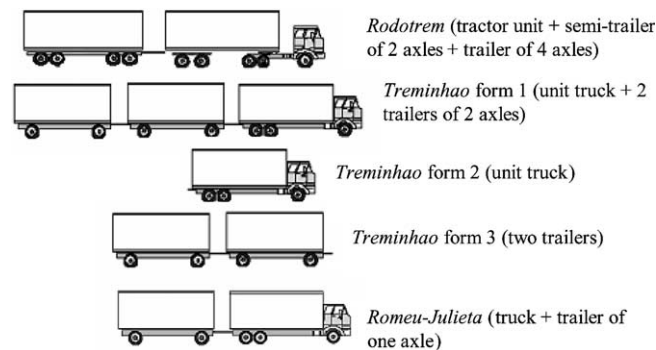 Rodotrem (tractor unit + semi-trailer
of 2 axles + trailer of 4 axles)
Treminhao form 1 (unit truck + 2
trailers of 2 axles)
Treminhao form 2 (unit truck)
Treminhao form 3 (two trailers)
Romeu-Julieta (truck + trailer of
one axle)